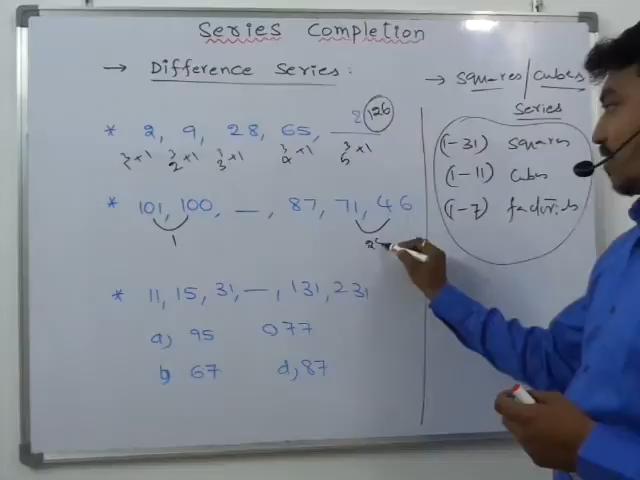 Series Completion
→ Difference Series :
→ Squares/Cubes Series
* 2, 9, 28, 65, 126
1³+1 2³+1 3³+1 4³+1 5³+1
(1-31) squares
(1-11) cubes
(1-7) factorials
* 101, 100, —, 87, 71, 46
1
* 11, 15, 31, —, 131, 231
a) 95 c) 77
b) 67 d) 87